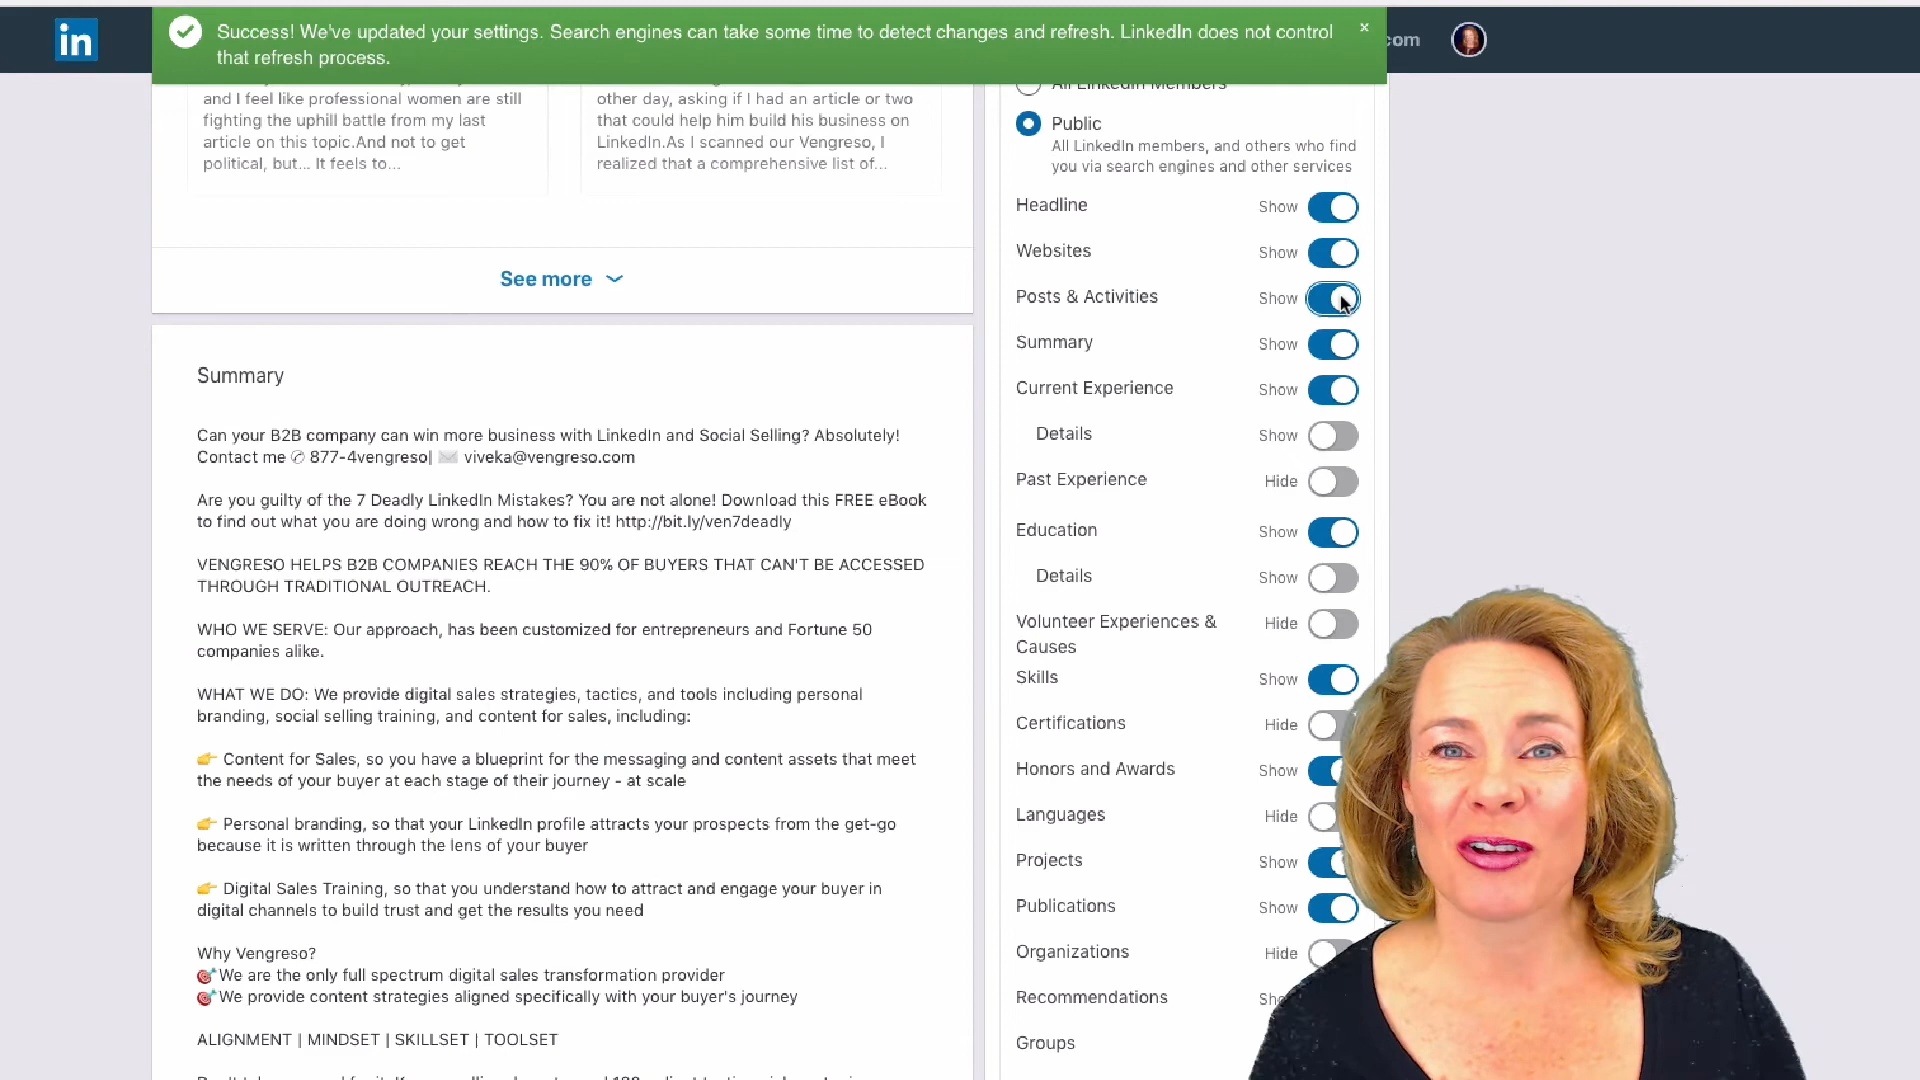 in
Success! We've updated your settings. Search engines can take some time to detect changes and refresh. LinkedIn does not control
that refresh process.
×
com
and I feel like professional women are still
fighting the uphill battle from my last
article on this topic.And not to get
political, but... It feels to...
other day, asking if I had an article or two
that could help him build his business on
LinkedIn.As I scanned our Vengreso, I
realized that a comprehensive list of...
See more
Summary
Can your B2B company can win more business with LinkedIn and Social Selling? Absolutely!
Contact me ✆ 877-4vengreso| ✉️ viveka@vengreso.com
Are you guilty of the 7 Deadly LinkedIn Mistakes? You are not alone! Download this FREE eBook
to find out what you are doing wrong and how to fix it! http://bit.ly/ven7deadly
VENGRESO HELPS B2B COMPANIES REACH THE 90% OF BUYERS THAT CAN'T BE ACCESSED
THROUGH TRADITIONAL OUTREACH.
WHO WE SERVE: Our approach, has been customized for entrepreneurs and Fortune 50
companies alike.
WHAT WE DO: We provide digital sales strategies, tactics, and tools including personal
branding, social selling training, and content for sales, including:
👉 Content for Sales, so you have a blueprint for the messaging and content assets that meet
the needs of your buyer at each stage of their journey - at scale
👉 Personal branding, so that your LinkedIn profile attracts your prospects from the get-go
because it is written through the lens of your buyer
👉 Digital Sales Training, so that you understand how to attract and engage your buyer in
digital channels to build trust and get the results you need
Why Vengreso?
🎯We are the only full spectrum digital sales transformation provider
🎯We provide content strategies aligned specifically with your buyer's journey
ALIGNMENT | MINDSET | SKILLSET | TOOLSET
All LinkedIn Members
Public
All LinkedIn members, and others who find
you via search engines and other services
Headline Show
Websites Show
Posts & Activities Show
Summary Show
Current Experience Show
Details Show
Past Experience Hide
Education Show
Details Show
Volunteer Experiences & Hide
Causes
Skills Show
Certifications Hide
Honors and Awards Show
Languages Hide
Projects Show
Publications Show
Organizations Hide
Recommendations Sho
Groups